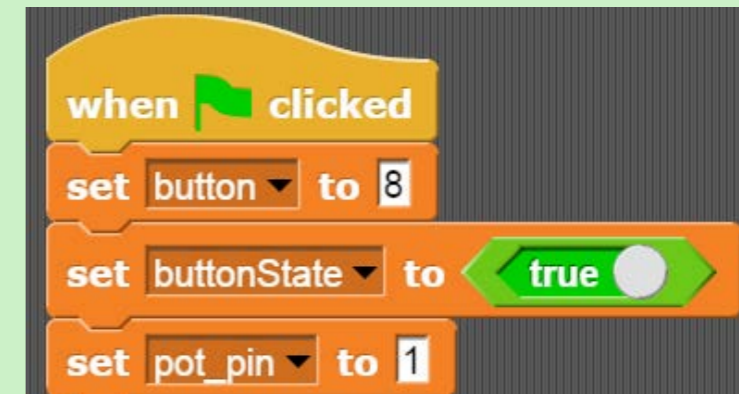 when clicked
set button to 8
set buttonState to true
set pot_pin to 1